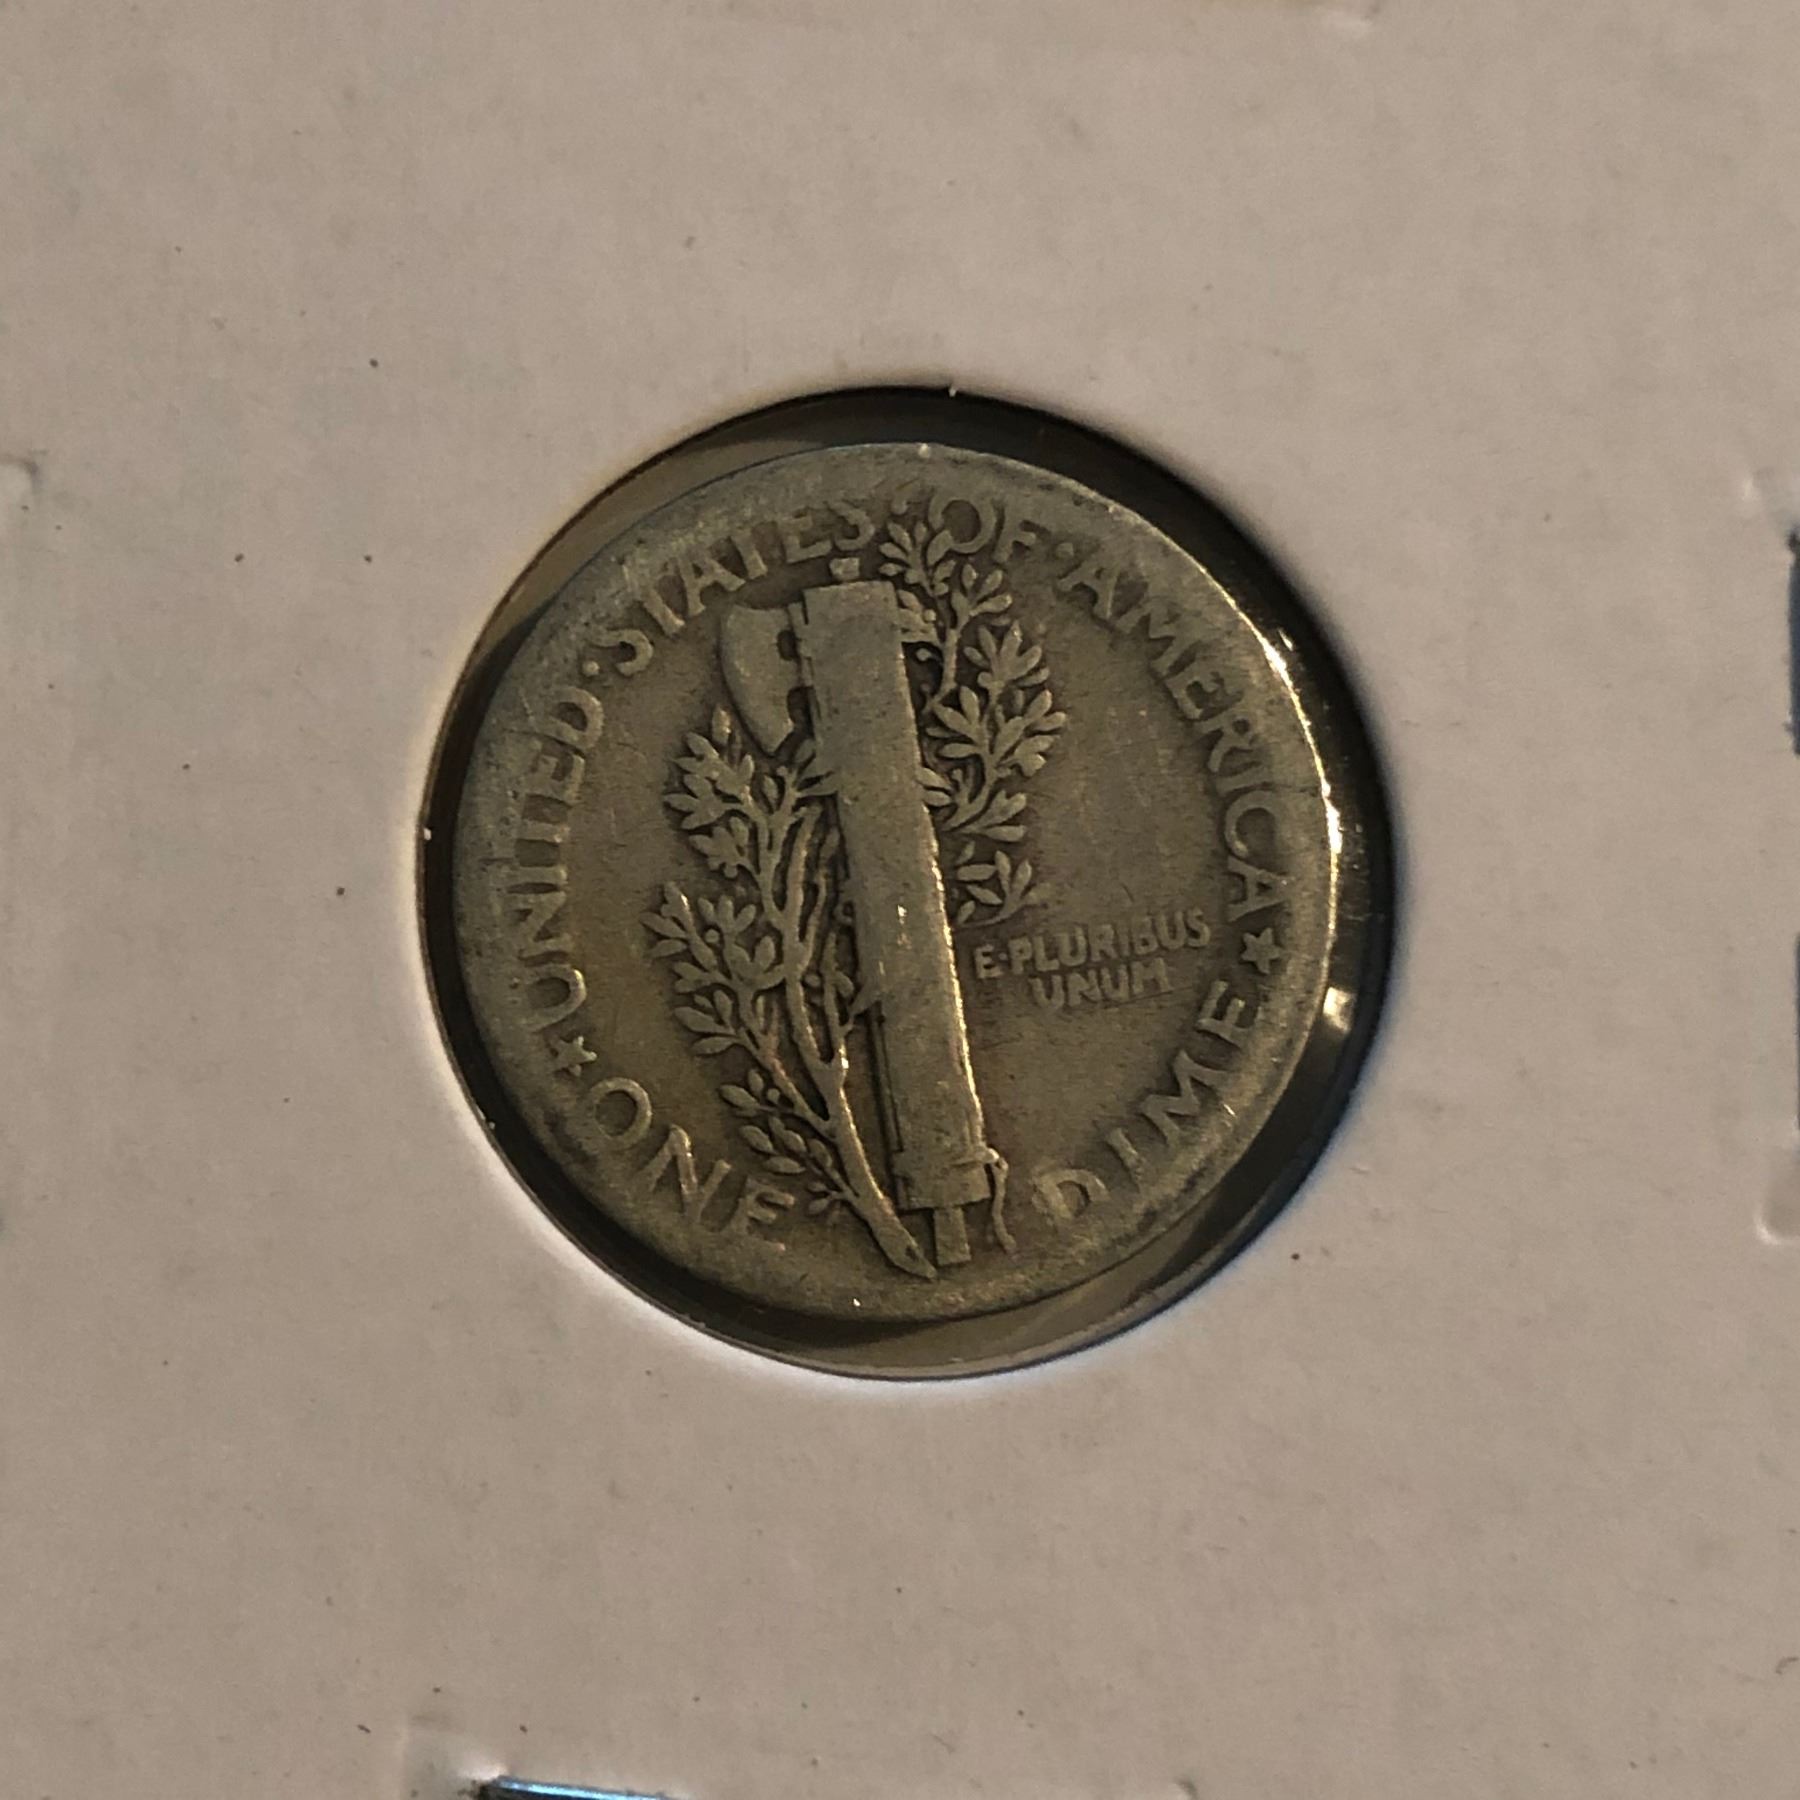 UNITED·STATES·OF·AMERICA
E·PLURIBUS
UNUM
ONE DIME